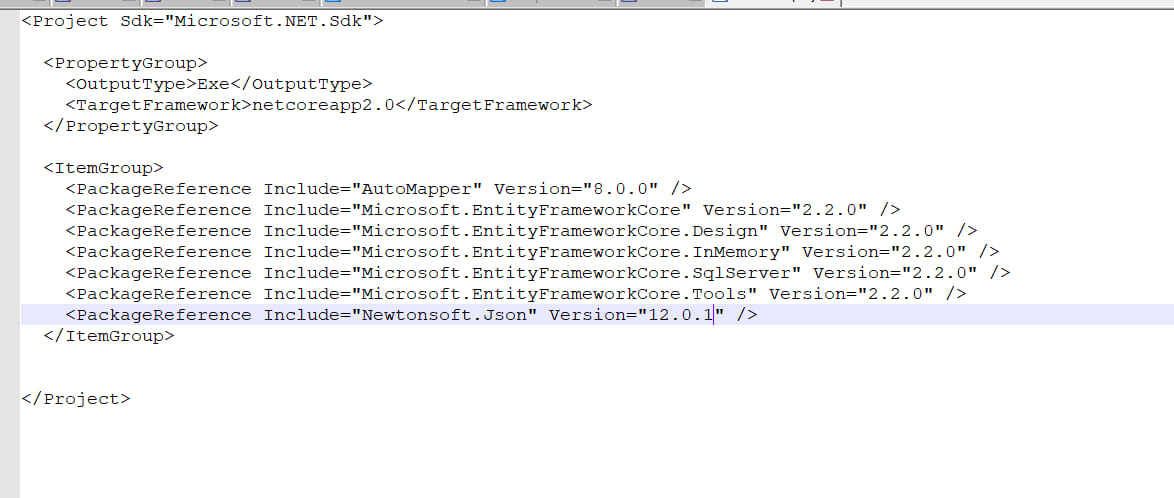 <Project Sdk="Microsoft.NET.Sdk">
<PropertyGroup>
<OutputType>Exe</OutputType>
<TargetFramework>netcoreapp2.0</TargetFramework>
</PropertyGroup>
<ItemGroup>
<PackageReference Include="AutoMapper" Version="8.0.0" />
<PackageReference Include="Microsoft.EntityFrameworkCore" Version="2.2.0" />
<PackageReference Include="Microsoft.EntityFrameworkCore.Design" Version="2.2.0" />
<PackageReference Include="Microsoft.EntityFrameworkCore.InMemory" Version="2.2.0" />
<PackageReference Include="Microsoft.EntityFrameworkCore.SqlServer" Version="2.2.0" />
<PackageReference Include="Microsoft.EntityFrameworkCore.Tools" Version="2.2.0" />
<PackageReference Include="Newtonsoft.Json" Version="12.0.1" />
</ItemGroup>
</Project>